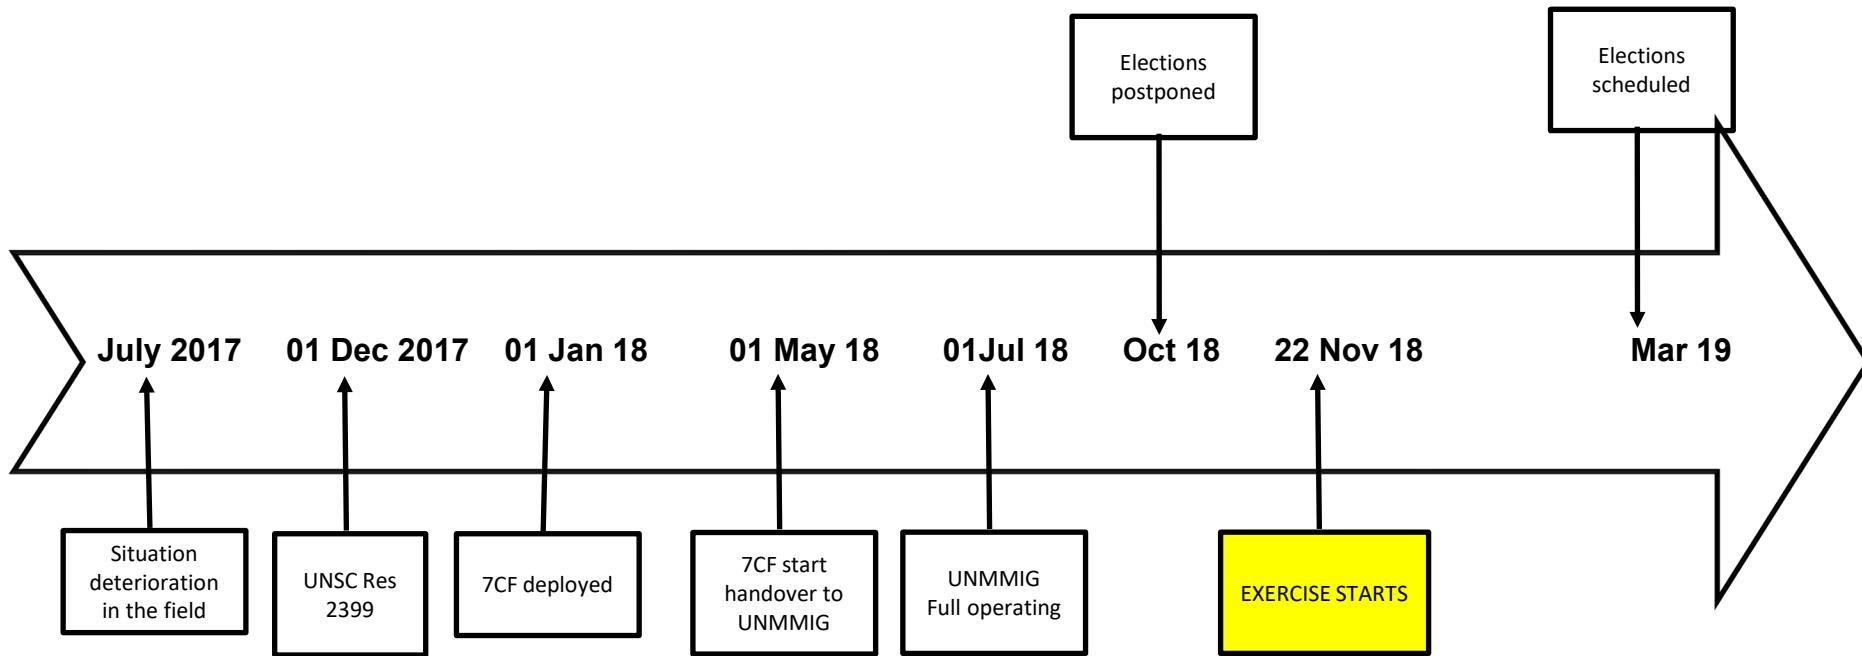 Elections
postponed
Elections
scheduled
July 2017
01 Dec 2017
01 Jan 18
01 May 18
01Jul 18
Oct 18
22 Nov 18
Mar 19
Situation
deterioration
in the field
UNSC Res
2399
7CF deployed
7CF start
handover to
UNMMIG
UNMMIG
Full operating
EXERCISE STARTS